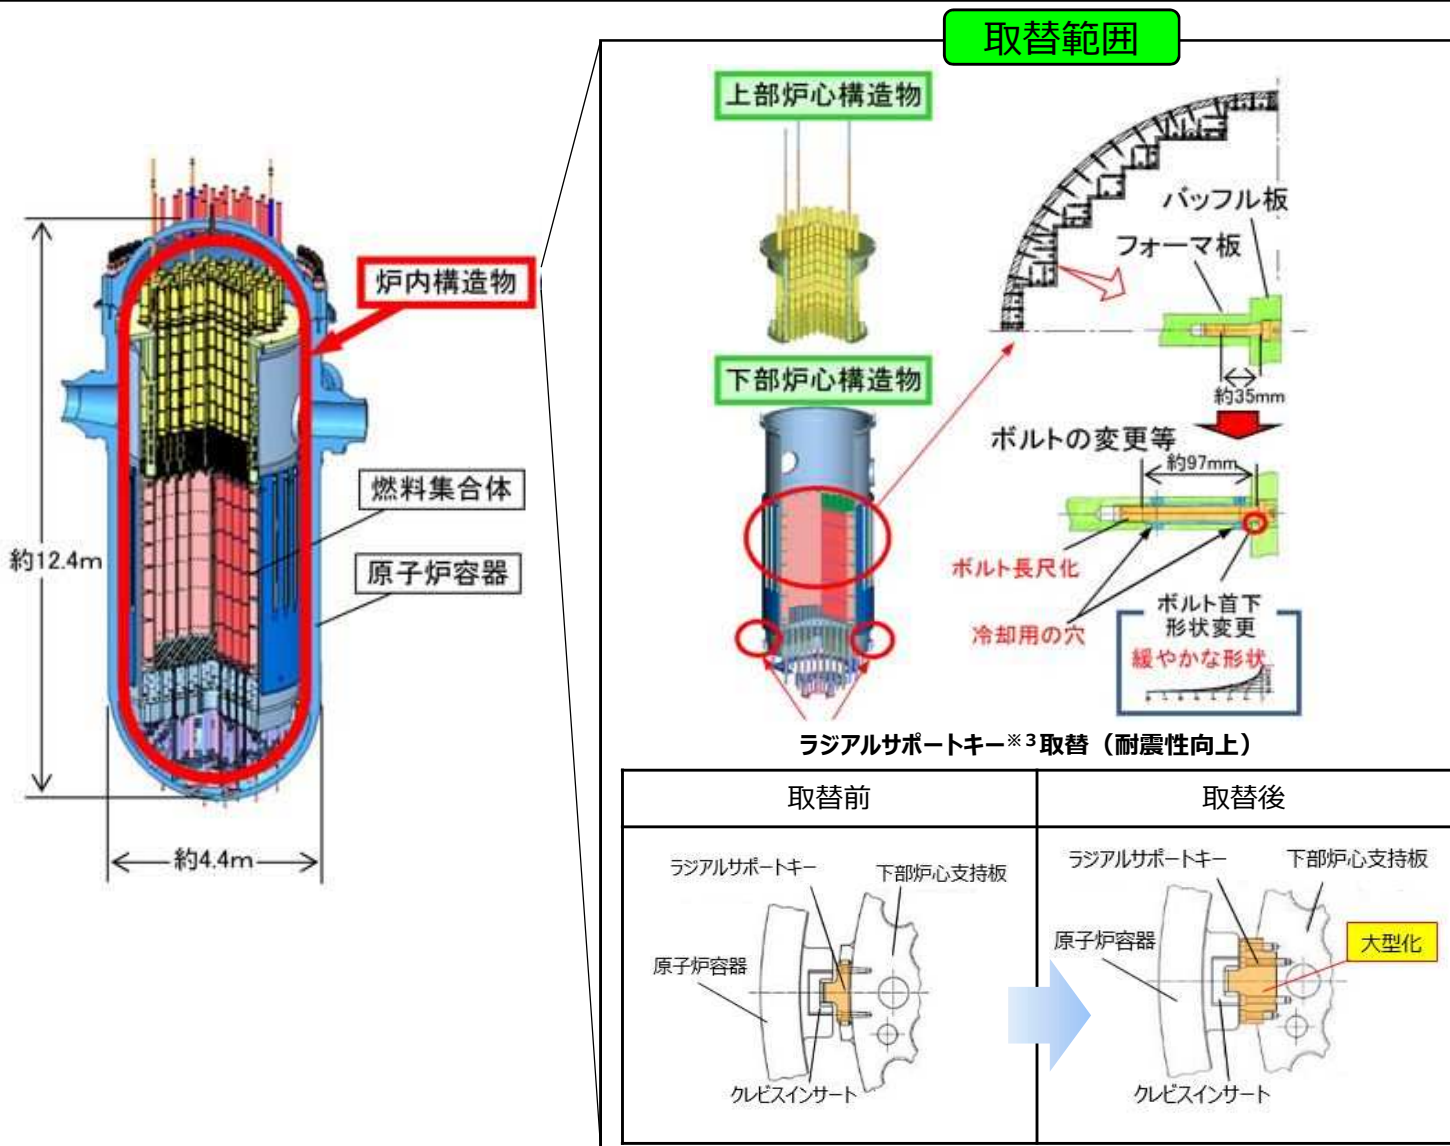 取替範囲
炉内構造物
燃料集合体
原子炉容器
約12.4m
約4.4m
上部炉心構造物
下部炉心構造物
バッフル板
フォーマ板
約35mm
ボルトの変更等
約97mm
ボルト長尺化
冷却用の穴
ボルト首下
形状変更
緩やかな形状
ラジアルサポートキー※3取替（耐震性向上）
取替前
取替後
ラジアルサポートキー
下部炉心支持板
原子炉容器
クレビスインサート
ラジアルサポートキー
下部炉心支持板
原子炉容器
大型化
クレビスインサート